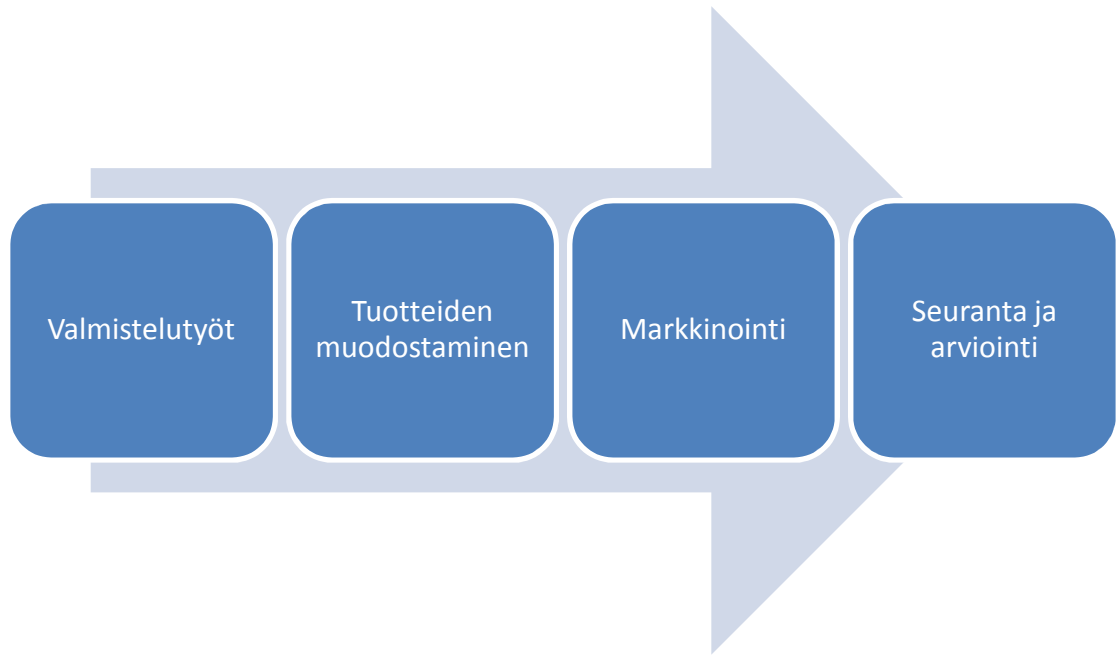 Valmistelutyöt
Tuotteiden
muodostaminen
Markkinointi
Seuranta ja
arviointi